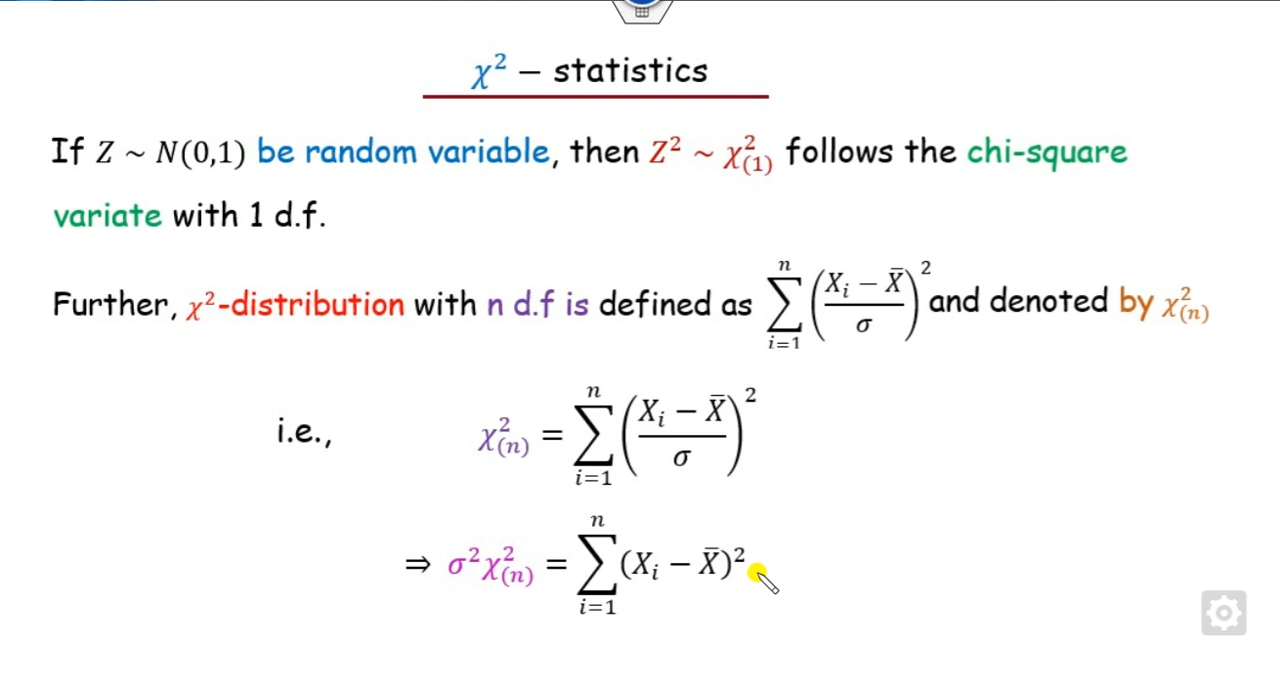 χ² – statistics
If Z ~ N(0,1) be random variable, then Z² ~ χ²₍₁₎ follows the chi-square
variate with 1 d.f.
Further, χ²-distribution with n d.f is defined as ∑ᵢ₌₁ⁿ ((Xᵢ − X̄)/σ)² and denoted by χ²₍ₙ₎
i.e., χ²₍ₙ₎ = ∑ᵢ₌₁ⁿ ((Xᵢ − X̄)/σ)²
⇒ σ²χ²₍ₙ₎ = ∑ᵢ₌₁ⁿ (Xᵢ − X̄)²